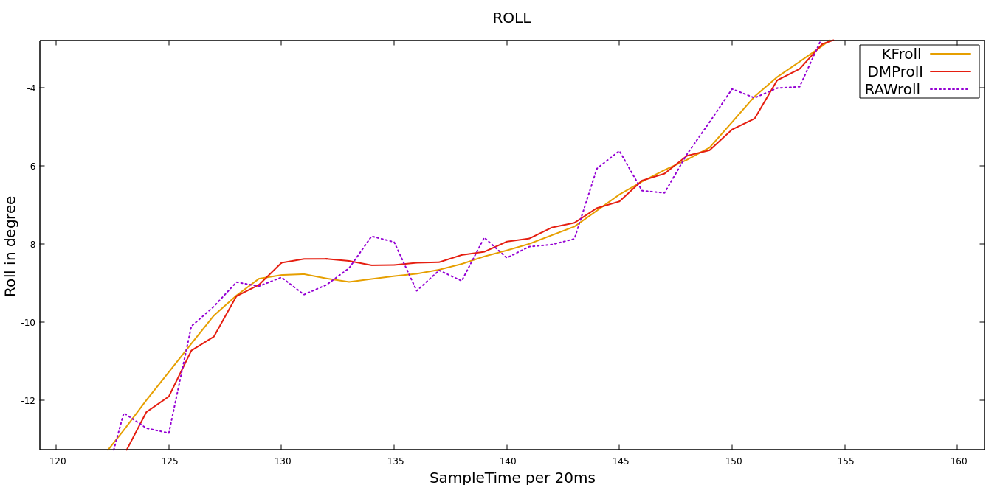 ROLL
KFroll
DMProll
RAWroll
-4
-6
-8
-10
-12
Roll in degree
120 125 130 135 140 145 150 155 160
SampleTime per 20ms